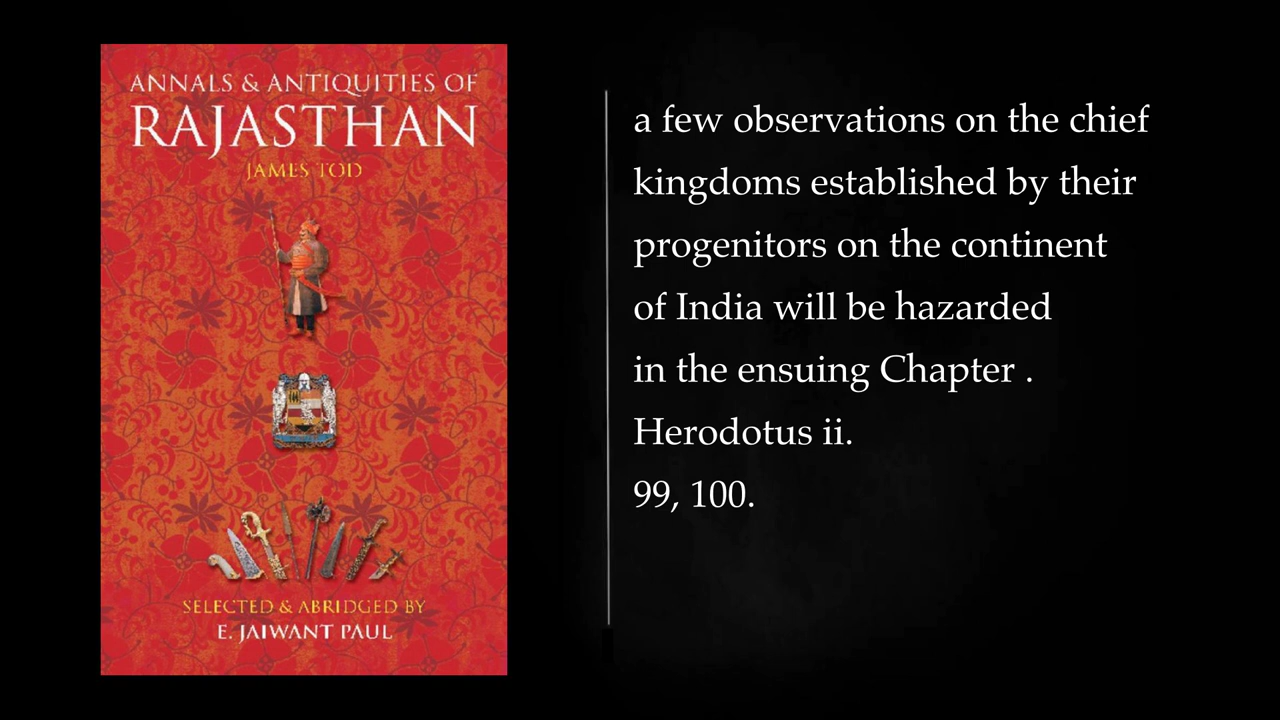 ANNALS & ANTIQUITIES OF
RAJASTHAN
JAMES TOD
SELECTED & ABRIDGED BY
E. JAIWANT PAUL
a few observations on the chief
kingdoms established by their
progenitors on the continent
of India will be hazarded
in the ensuing Chapter .
Herodotus ii.
99, 100.